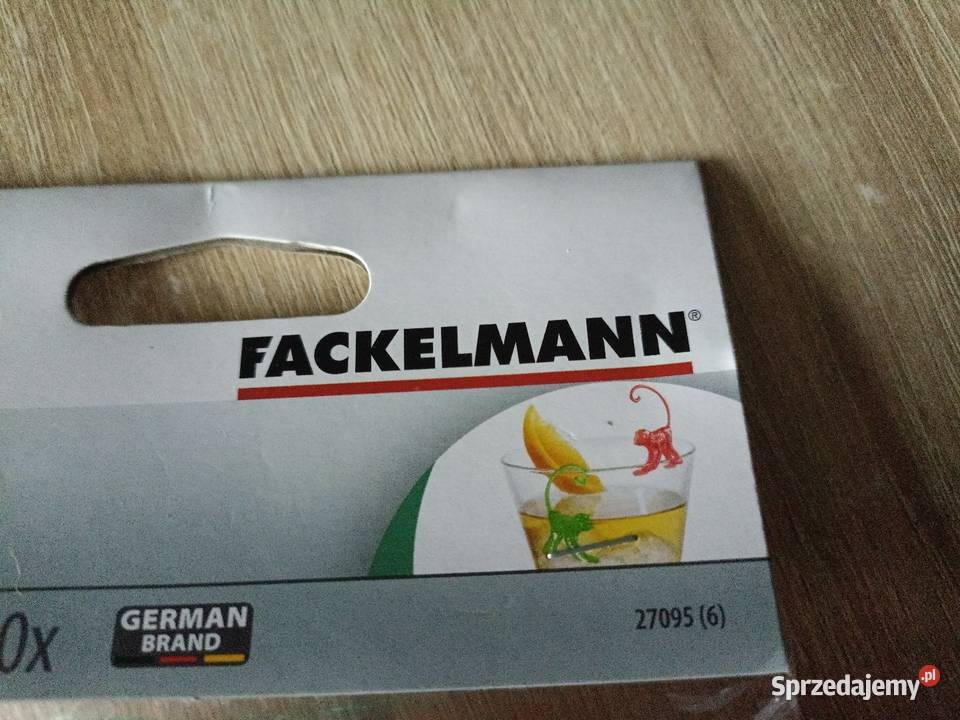 FACKELMANN®
0x
GERMAN
BRAND
27095 (6)
Sprzedajemy.pl